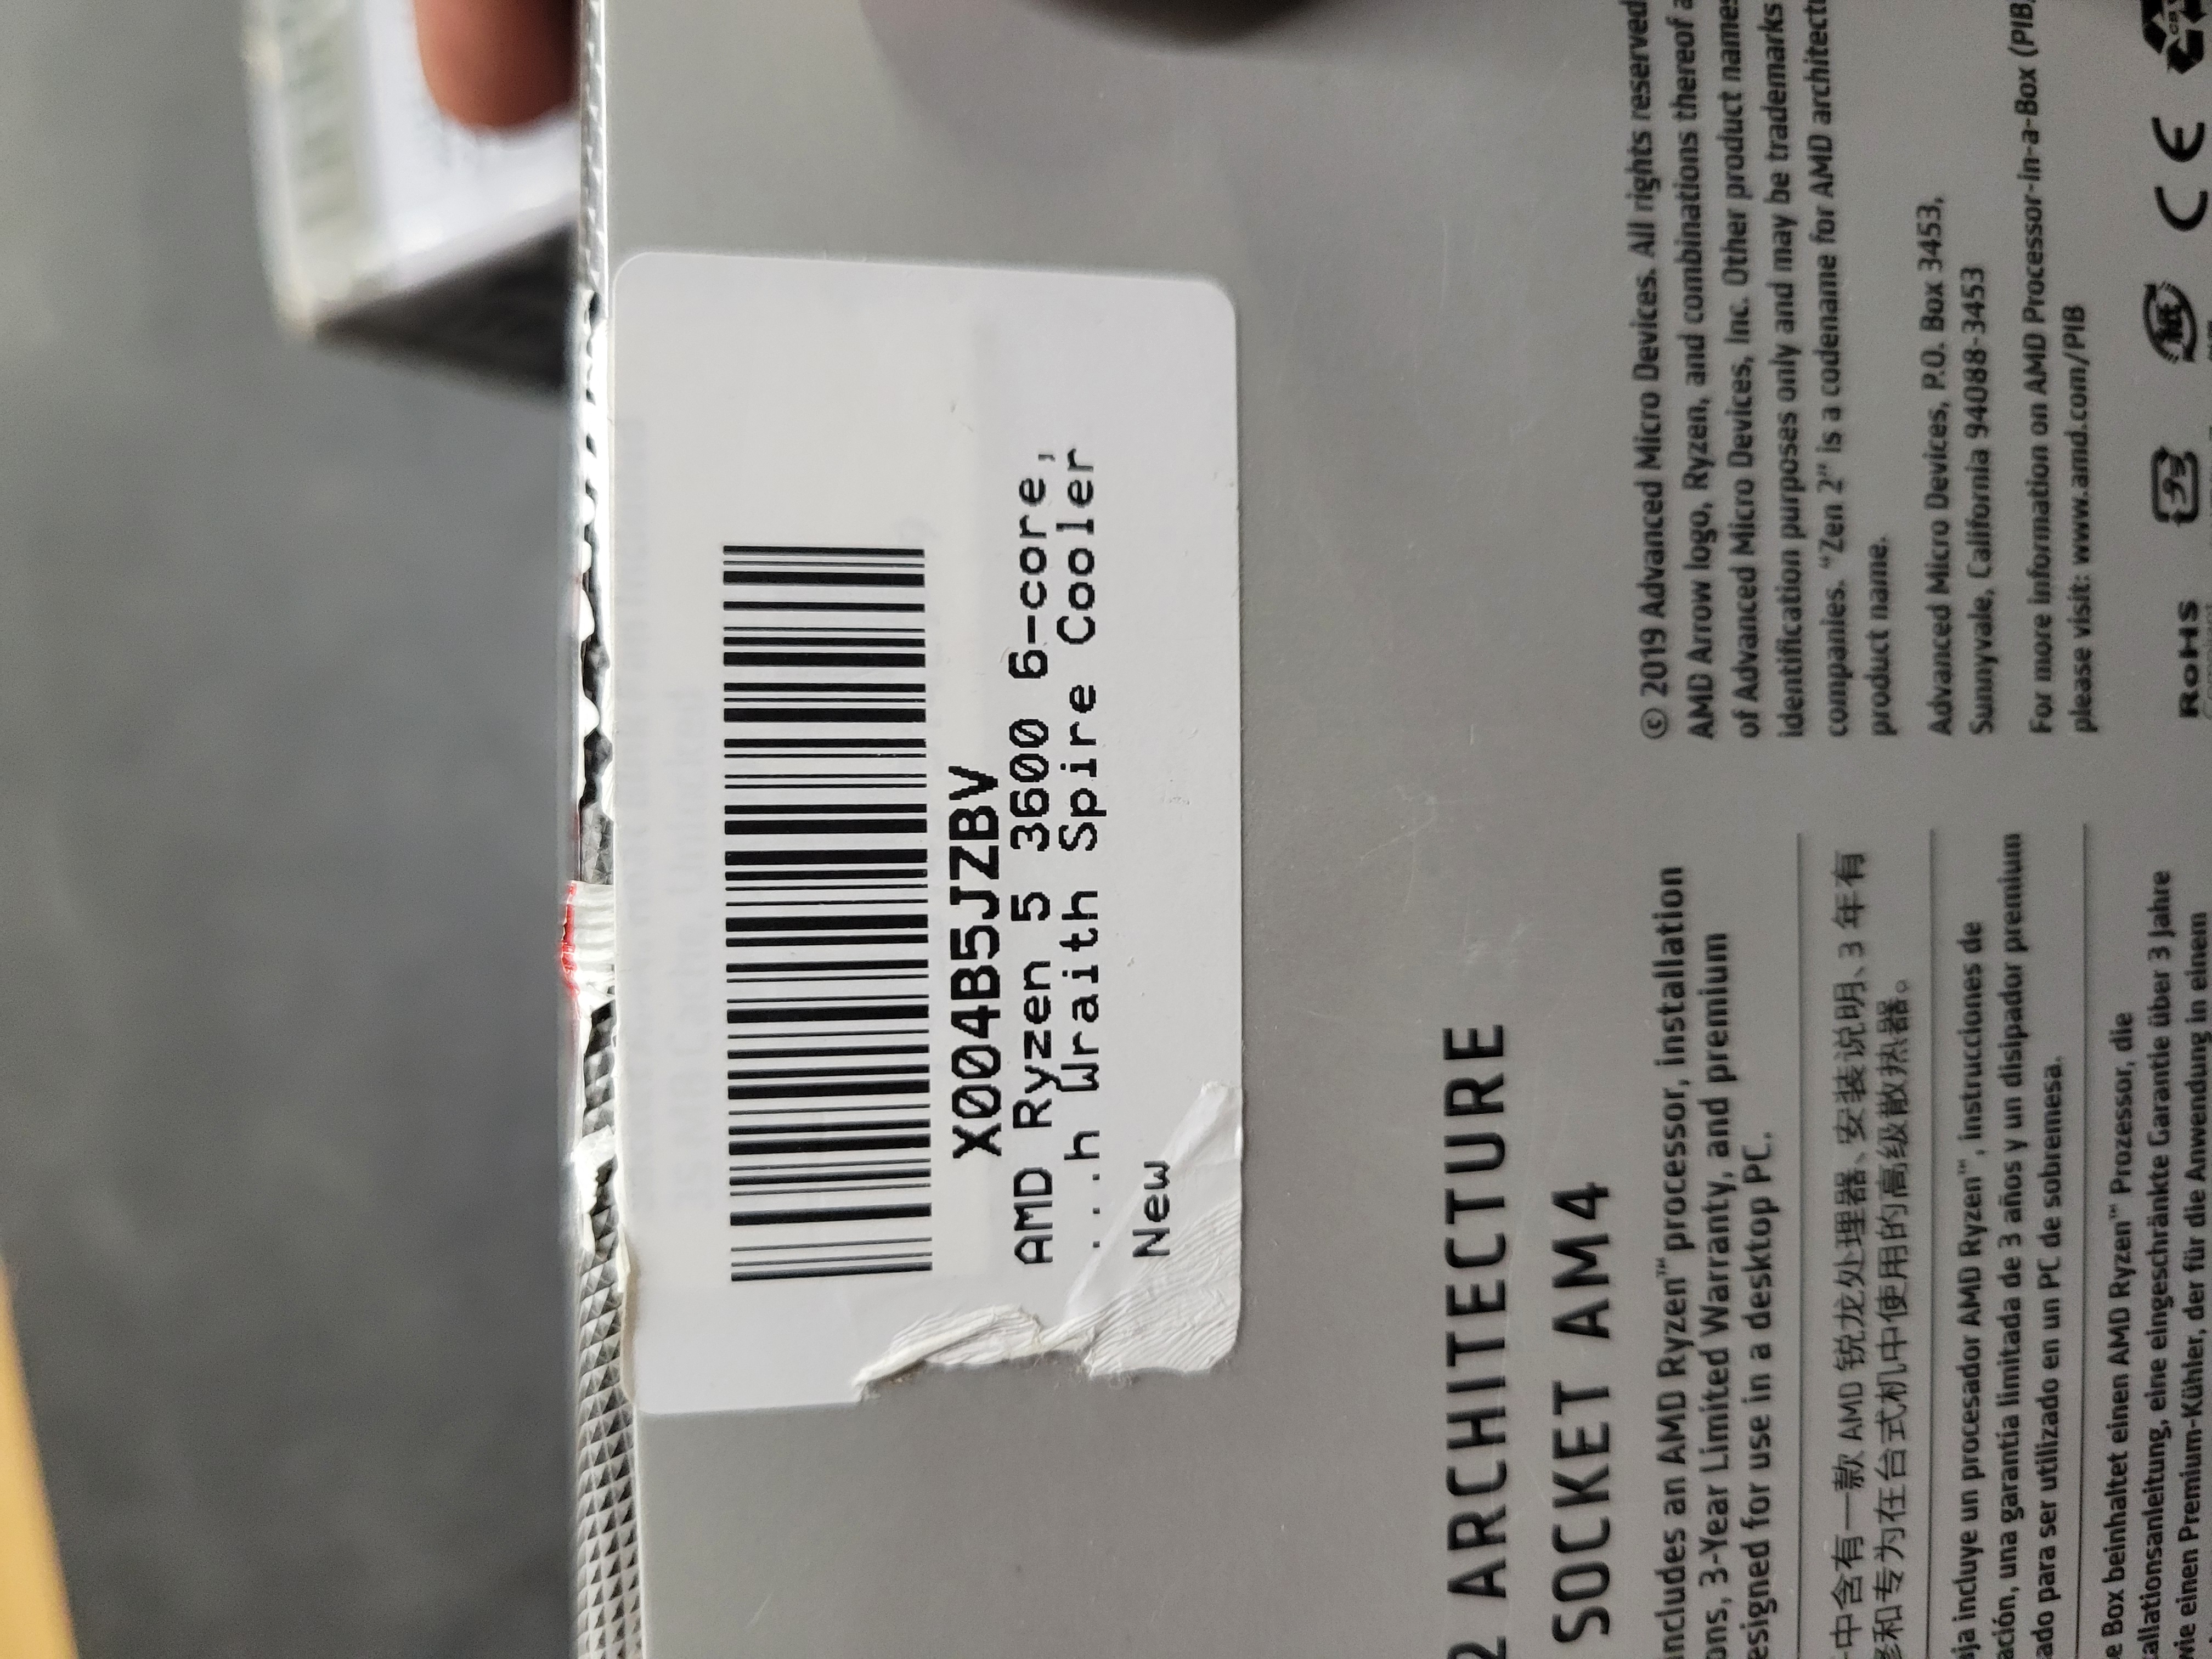 X004B5JZBV
AMD Ryzen 5 3600 6-core,
...h Wraith Spire Cooler
New
2 ARCHITECTURE
SOCKET AM4
includes an AMD Ryzen™ processor, installation
ons, 3-Year Limited Warranty, and premium
esigned for use in a desktop PC.
中含有一款 AMD 锐龙处理器、安装说明、3 年有
修和专为在台式机中使用的高级散热器。
ja incluye un procesador AMD Ryzen™, instrucciones de
ación, una garantía limitada de 3 años y un disipador premium
ado para ser utilizado en un PC de sobremesa.
e Box beinhaltet einen AMD Ryzen™ Prozessor, die
allationsanleitung, eine eingeschränkte Garantie über 3 Jahre
wie einen Premium-Kühler, der für die Anwendung in einem
© 2019 Advanced Micro Devices. All rights reserved
AMD Arrow logo, Ryzen, and combinations thereof a
of Advanced Micro Devices, Inc. Other product names
identification purposes only and may be trademarks
companies. "Zen 2" is a codename for AMD architectu
product name.
Advanced Micro Devices, P.O. Box 3453,
Sunnyvale, California 94088-3453
For more information on AMD Processor-in-a-Box (PIB)
please visit: www.amd.com/PIB
RoHS
CE